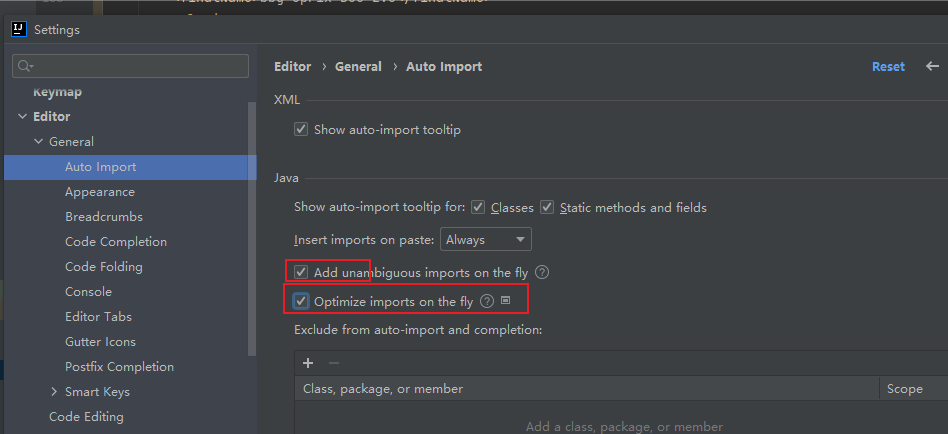 Settings
Keymap
Editor
General
Auto Import
Appearance
Breadcrumbs
Code Completion
Code Folding
Console
Editor Tabs
Gutter Icons
Postfix Completion
Smart Keys
Code Editing
Editor › General › Auto Import
Reset
XML
Show auto-import tooltip
Java
Show auto-import tooltip for: Classes Static methods and fields
Insert imports on paste: Always
Add unambiguous imports on the fly ?
Optimize imports on the fly ?
Exclude from auto-import and completion:
Class, package, or member Scope
Add a class, package, or member